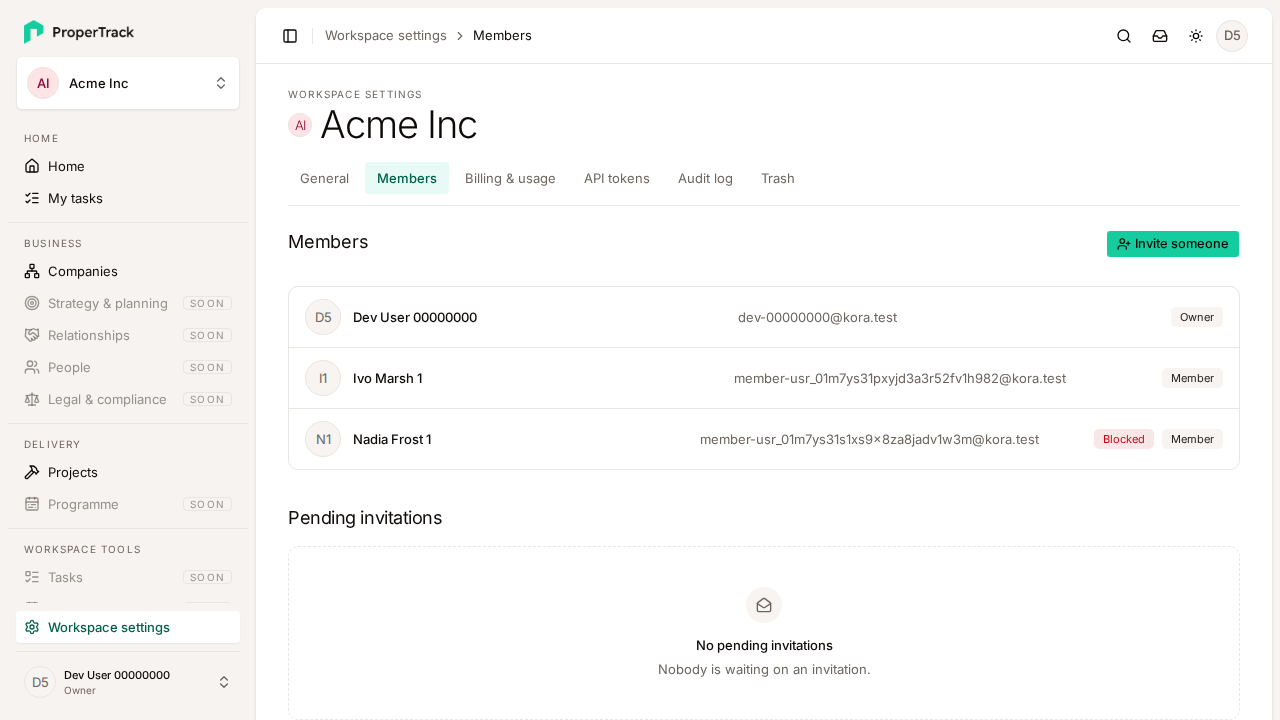 ProperTrack
Workspace settings
Members
D5
AI
Acme Inc
HOME
Home
My tasks
BUSINESS
Companies
Strategy & planning SOON
Relationships SOON
People SOON
Legal & compliance SOON
DELIVERY
Projects
Programme SOON
WORKSPACE TOOLS
Tasks SOON
Workspace settings
D5
Dev User 00000000
Owner
WORKSPACE SETTINGS
AI Acme Inc
General Members Billing & usage API tokens Audit log Trash
Members
Invite someone
D5 Dev User 00000000 dev-00000000@kora.test Owner
I1 Ivo Marsh 1 member-usr_01m7ys31pxyjd3a3r52fv1h982@kora.test Member
N1 Nadia Frost 1 member-usr_01m7ys31s1xs9×8za8jadv1w3m@kora.test Blocked Member
Pending invitations
No pending invitations
Nobody is waiting on an invitation.